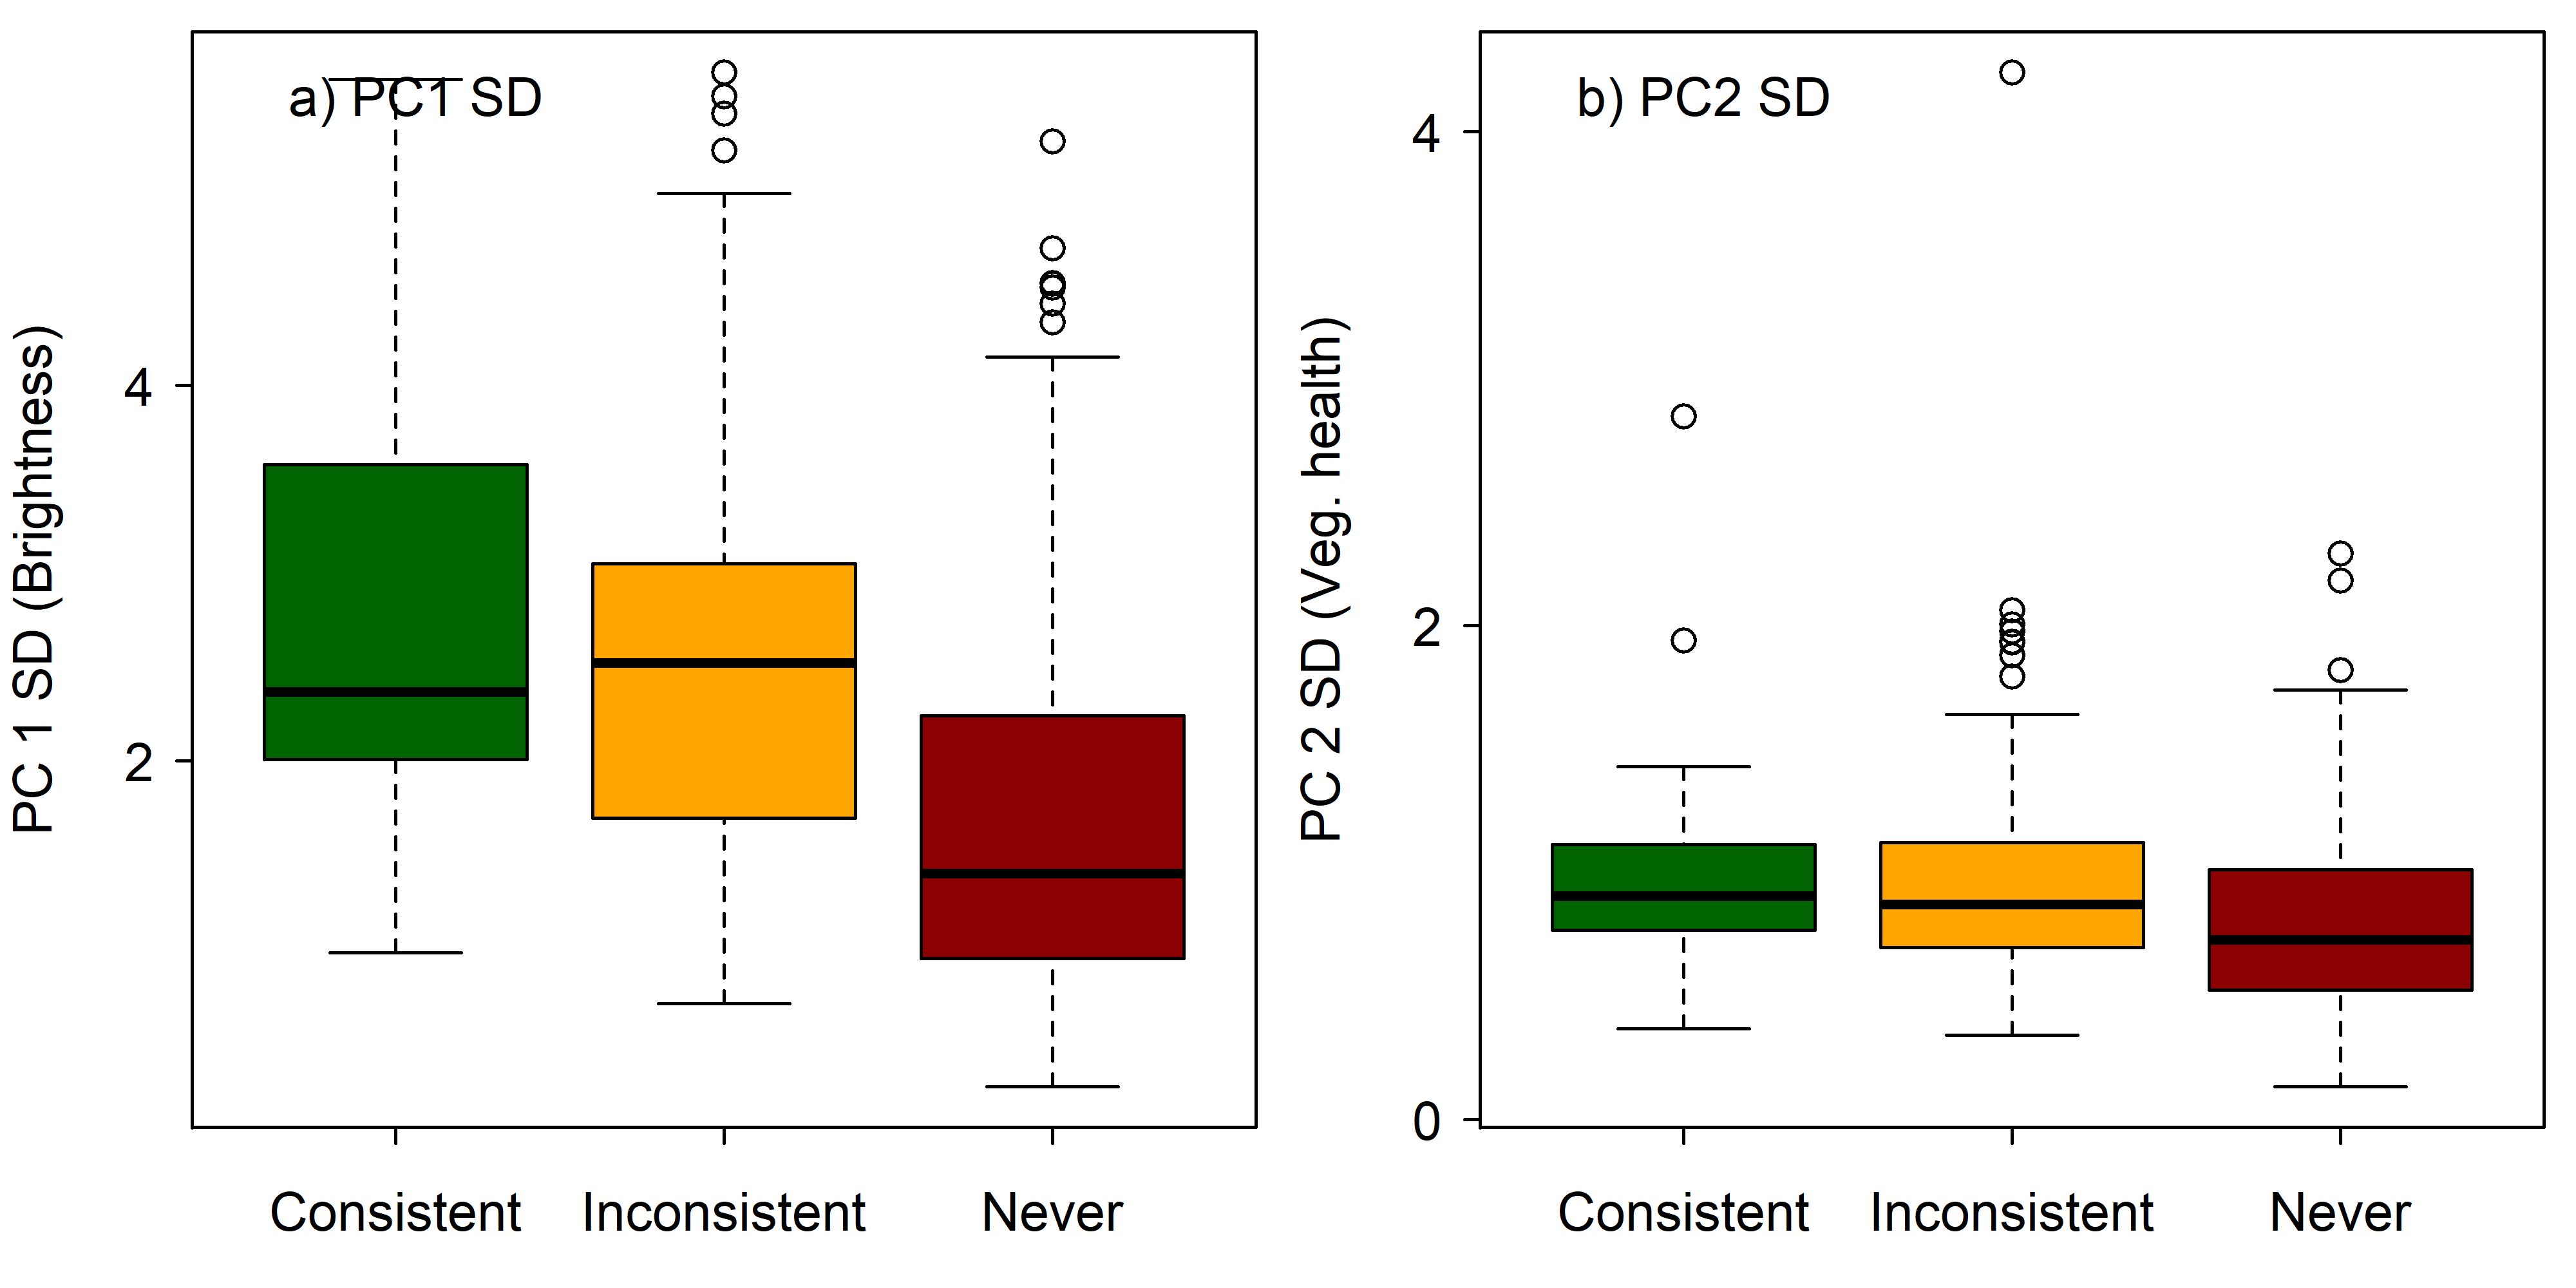 a) PC1 SD
PC 1 SD (Brightness)
4
2
Consistent Inconsistent Never
b) PC2 SD
PC 2 SD (Veg. health)
4
2
0
Consistent Inconsistent Never